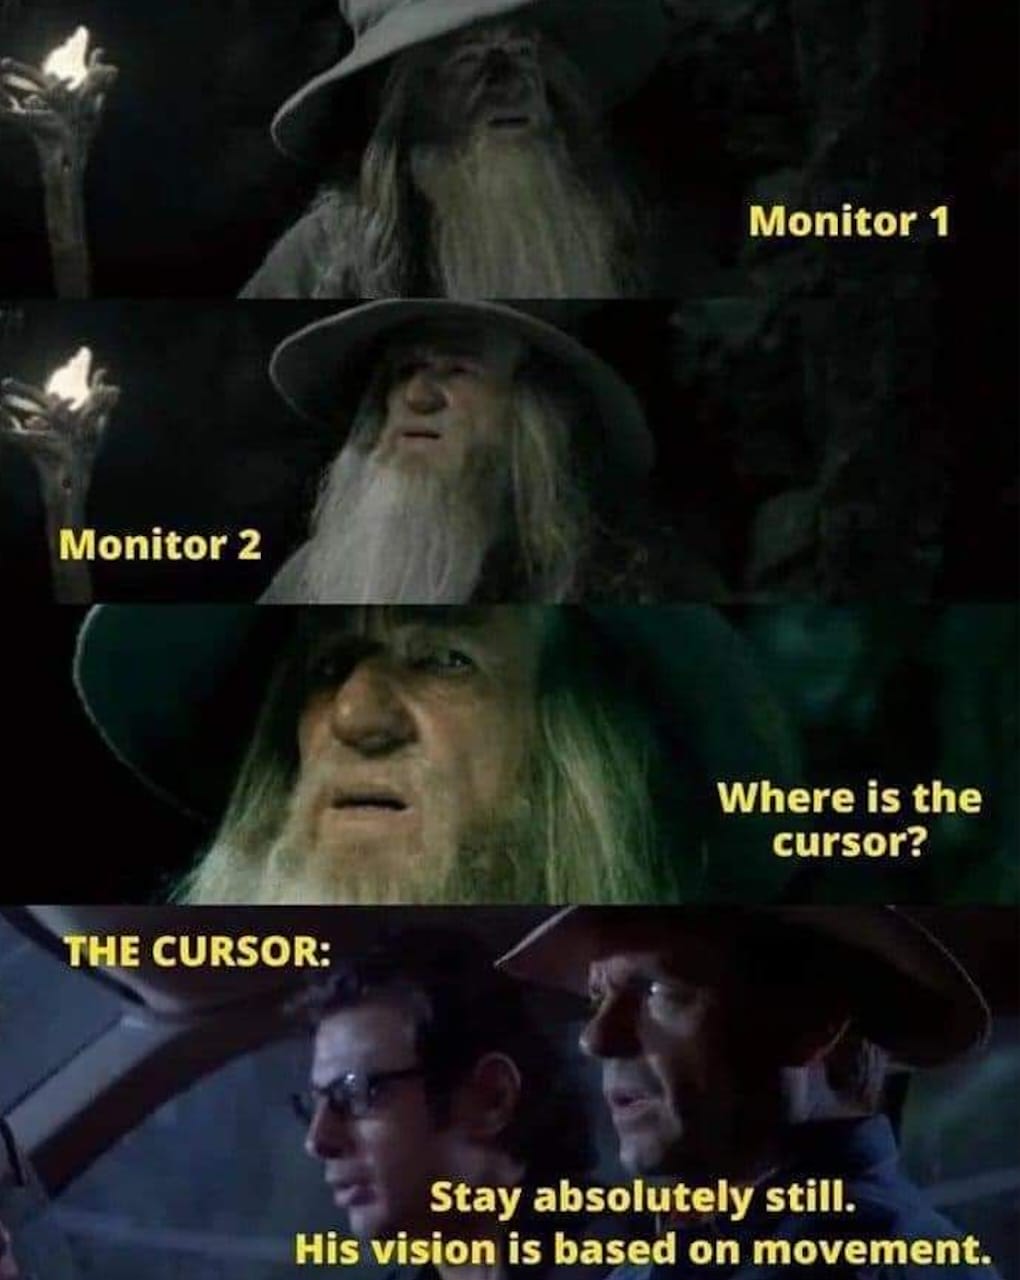 Monitor 1
Monitor 2
Where is the
cursor?
THE CURSOR:
Stay absolutely still.
His vision is based on movement.